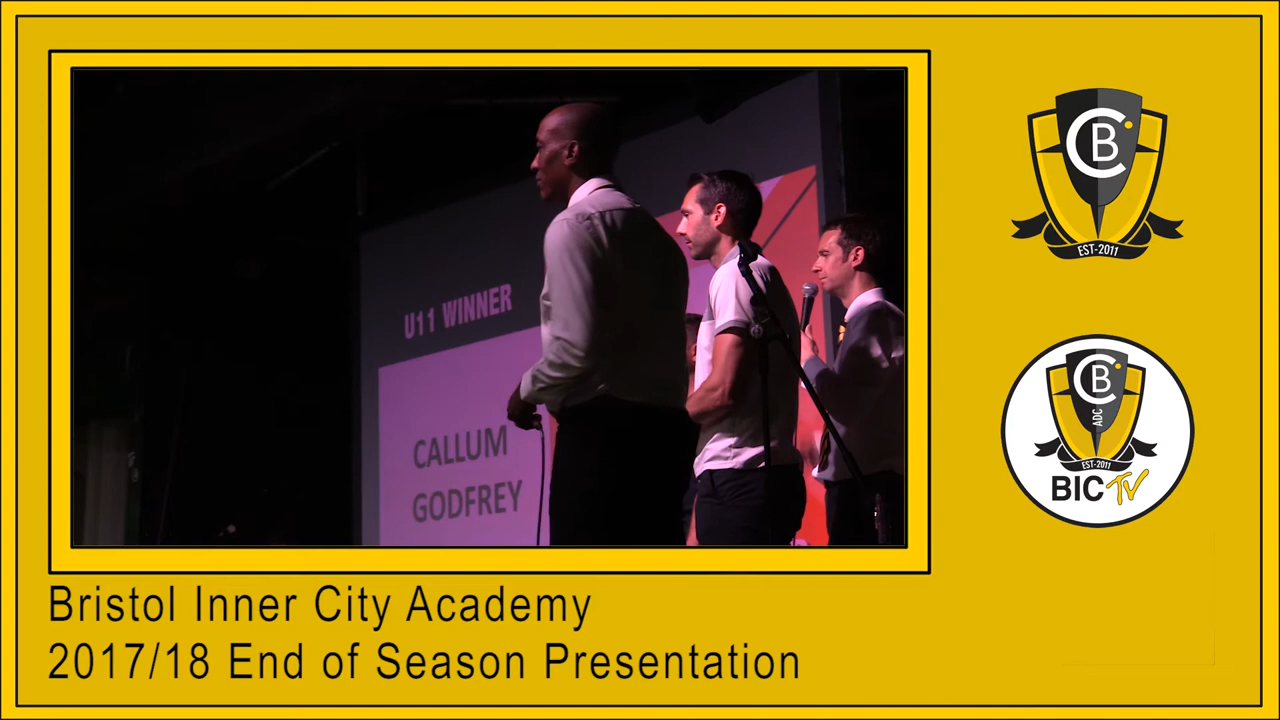 U11 WINNER
CALLUM
GODFREY
CB
EST-2011
CB
ADC
EST-2011
BIC TV
Bristol Inner City Academy
2017/18 End of Season Presentation